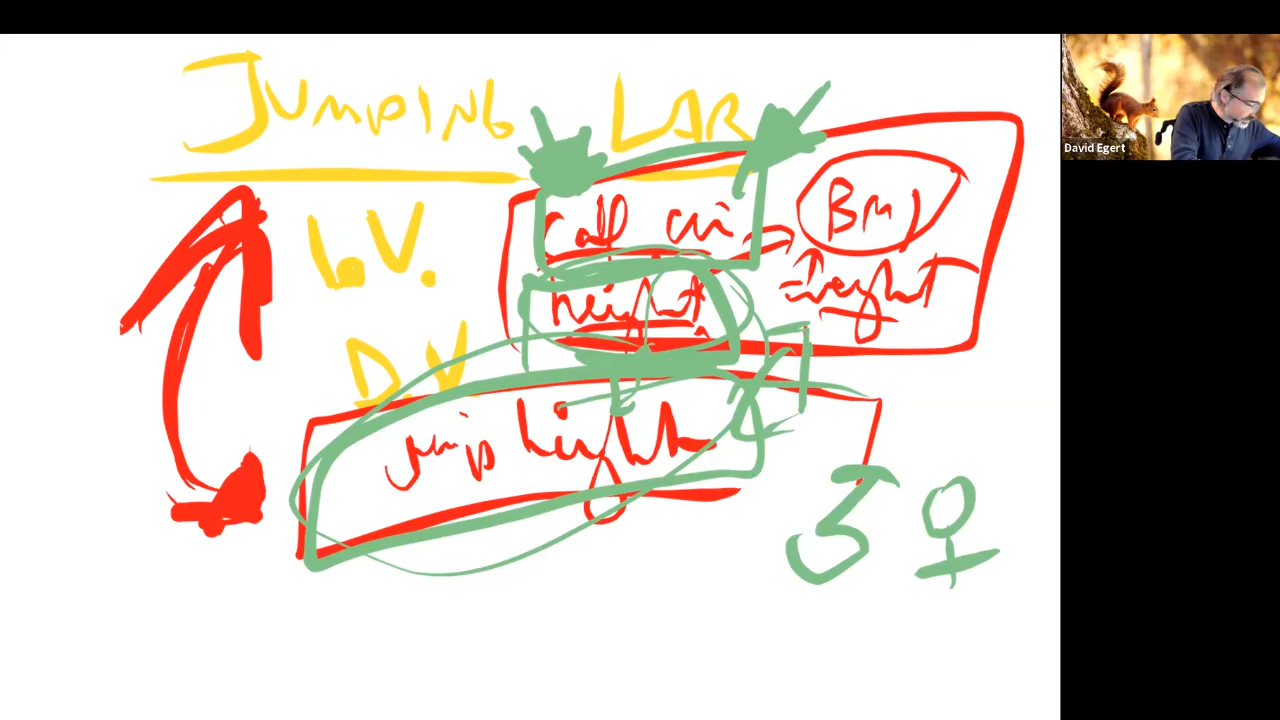 JUMPING LAB
David Egert
I.V.
Calf cir
BMI
height
weight
D.V
jump height
♂ ♀